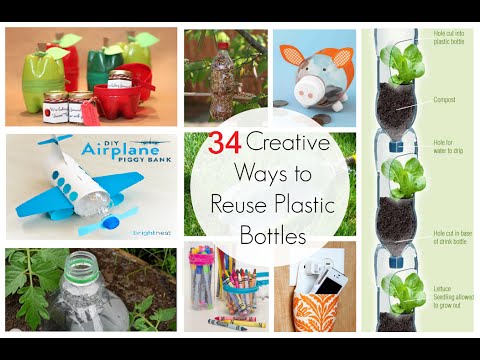 34 Creative
Ways to
Reuse Plastic
Bottles
DIY
Airplane
PIGGY BANK
brightnest
Hole cut into
plastic bottle
Compost
Hole for
water to drip
Hole cut in base
of drink bottle
Lettuce
Seedling allowed
to grow out